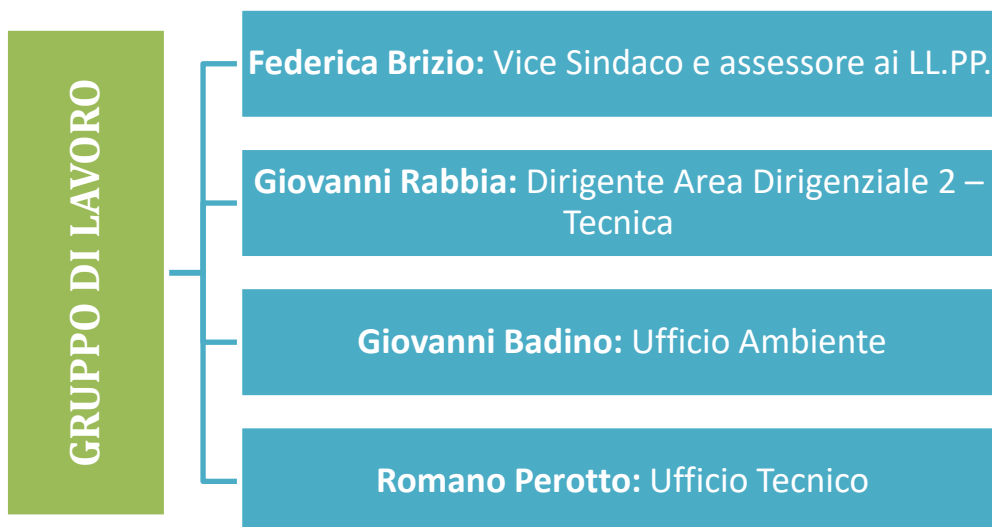 GRUPPO DI LAVORO
Federica Brizio: Vice Sindaco e assessore ai LL.PP.
Giovanni Rabbia: Dirigente Area Dirigenziale 2 –
Tecnica
Giovanni Badino: Ufficio Ambiente
Romano Perotto: Ufficio Tecnico